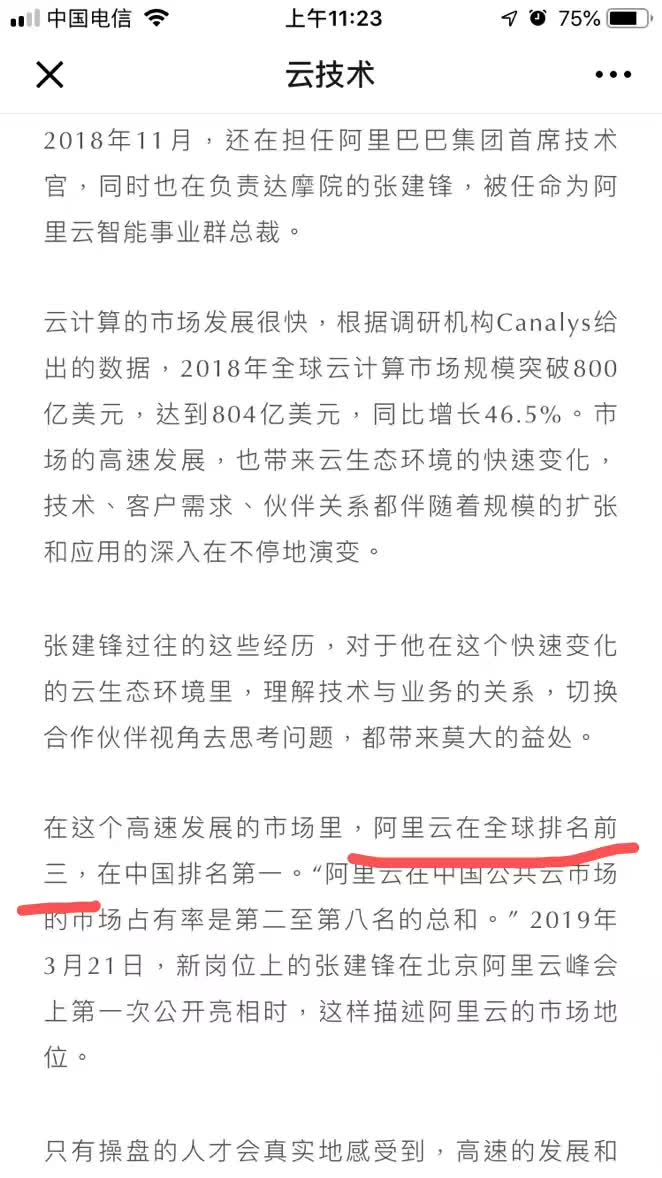 中国电信
上午11:23
75%
云技术
2018年11月，还在担任阿里巴巴集团首席技术
官，同时也在负责达摩院的张建锋，被任命为阿
里云智能事业群总裁。
云计算的市场发展很快，根据调研机构Canalys给
出的数据，2018年全球云计算市场规模突破800
亿美元，达到804亿美元，同比增长46.5%。市
场的高速发展，也带来云生态环境的快速变化，
技术、客户需求、伙伴关系都伴随着规模的扩张
和应用的深入在不停地演变。
张建锋过往的这些经历，对于他在这个快速变化
的云生态环境里，理解技术与业务的关系，切换
合作伙伴视角去思考问题，都带来莫大的益处。
在这个高速发展的市场里，阿里云在全球排名前
三，在中国排名第一。“阿里云在中国公共云市场
的市场占有率是第二至第八名的总和。”2019年
3月21日，新岗位上的张建锋在北京阿里云峰会
上第一次公开亮相时，这样描述阿里云的市场地
位。
只有操盘的人才会真实地感受到，高速的发展和